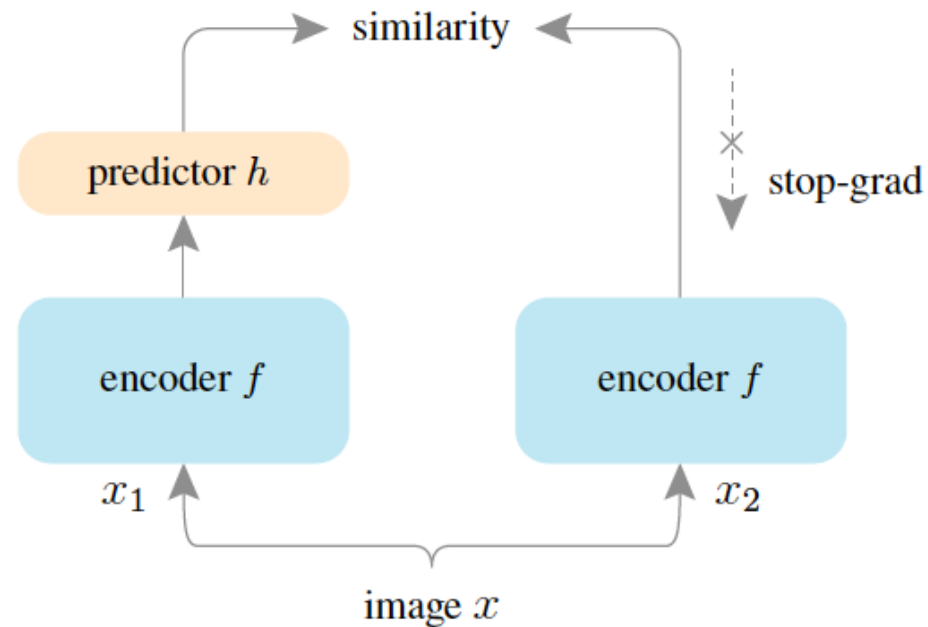 similarity
predictor h
stop-grad
encoder f
encoder f
x₁
x₂
image x